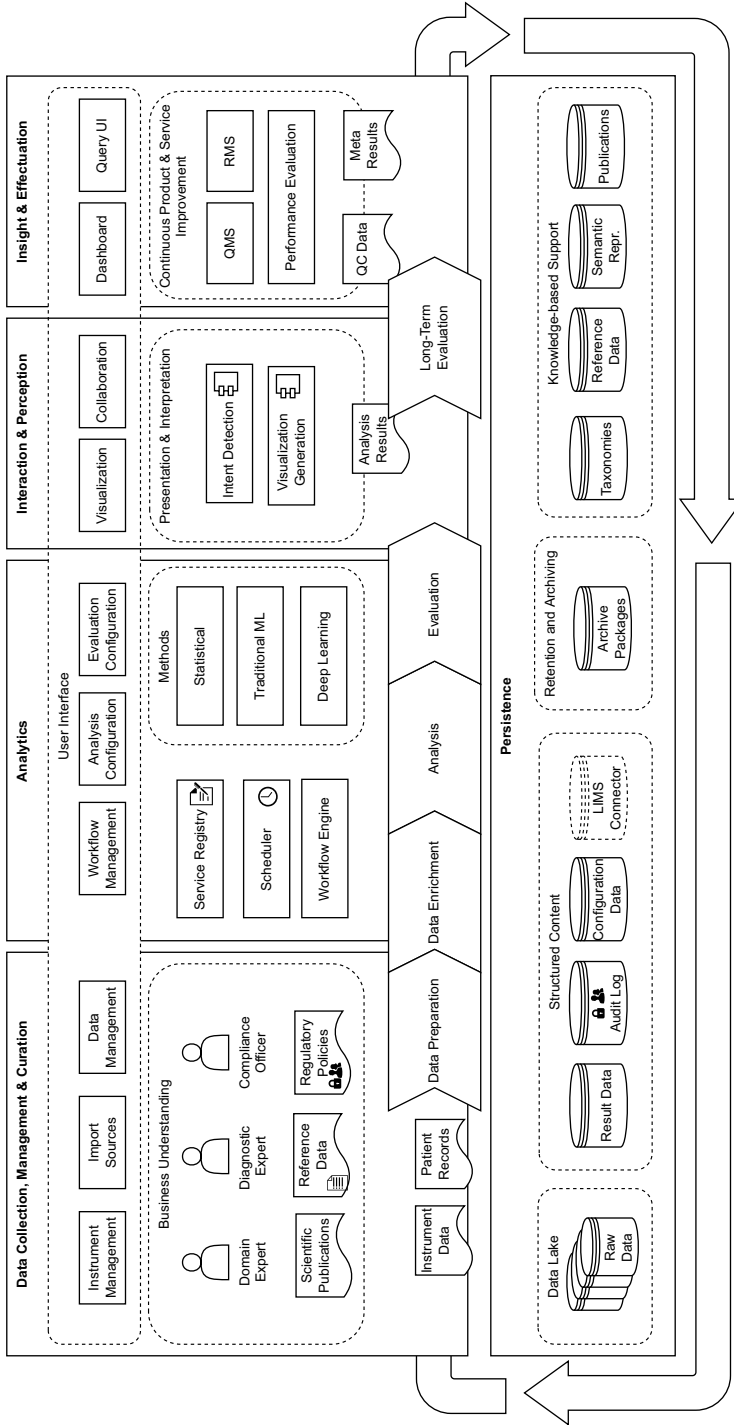 Data Collection, Management & Curation
Analytics
Interaction & Perception
Insight & Effectuation
User Interface
Instrument
Management
Import
Sources
Data
Management
Workflow
Management
Analysis
Configuration
Evaluation
Configuration
Visualization
Collaboration
Dashboard
Query UI
Business Understanding
Domain
Expert
Diagnostic
Expert
Compliance
Officer
Scientific
Publications
Reference
Data
Regulatory
Policies
Service Registry
Scheduler
Workflow Engine
Methods
Statistical
Traditional ML
Deep Learning
Presentation & Interpretation
Intent Detection
Visualization
Generation
Analysis
Results
Continuous Product & Service
Improvement
QMS
RMS
Performance Evaluation
QC Data
Meta
Results
Instrument
Data
Patient
Records
Data Preparation
Data Enrichment
Analysis
Evaluation
Long-Term
Evaluation
Persistence
Data Lake
Raw
Data
Structured Content
Result Data
Audit Log
Configuration
Data
LIMS
Connector
Retention and Archiving
Archive
Packages
Knowledge-based Support
Taxonomies
Reference
Data
Semantic
Repr.
Publications